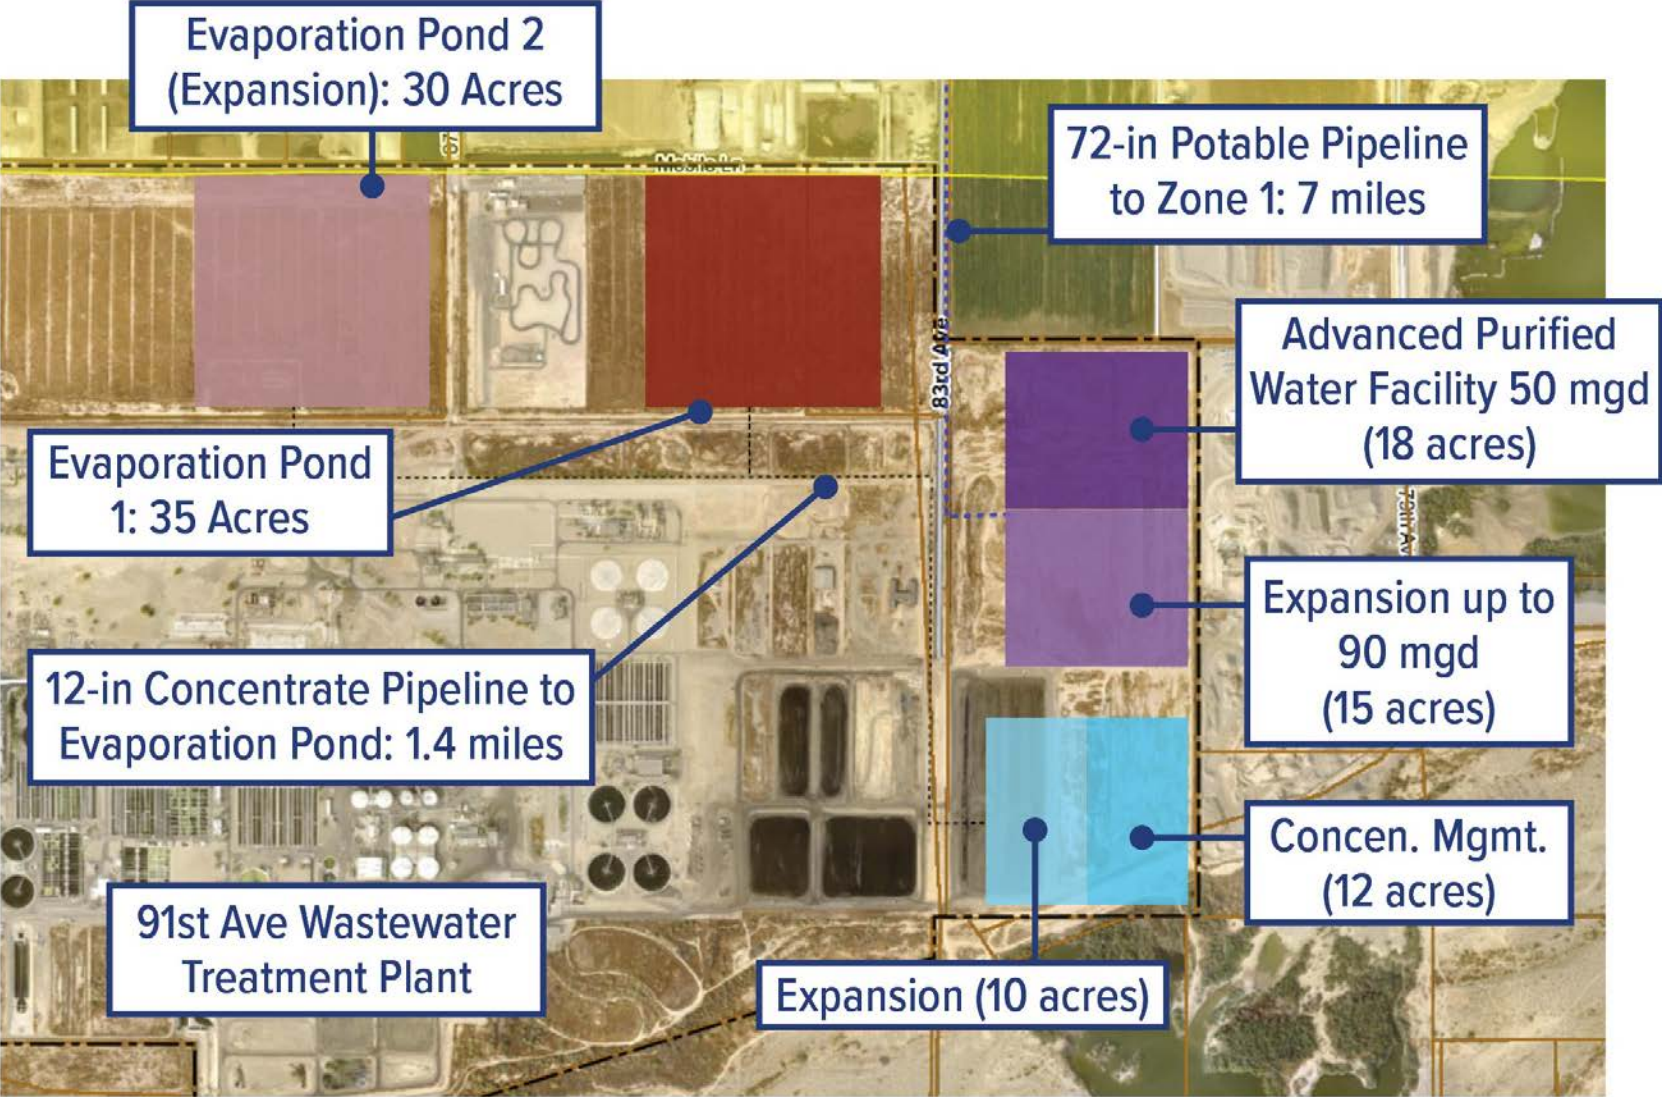 Evaporation Pond 2
(Expansion): 30 Acres
72-in Potable Pipeline
to Zone 1: 7 miles
83rd Ave
Advanced Purified
Water Facility 50 mgd
(18 acres)
Evaporation Pond
1: 35 Acres
Expansion up to
90 mgd
(15 acres)
12-in Concentrate Pipeline to
Evaporation Pond: 1.4 miles
Concen. Mgmt.
(12 acres)
91st Ave Wastewater
Treatment Plant
Expansion (10 acres)